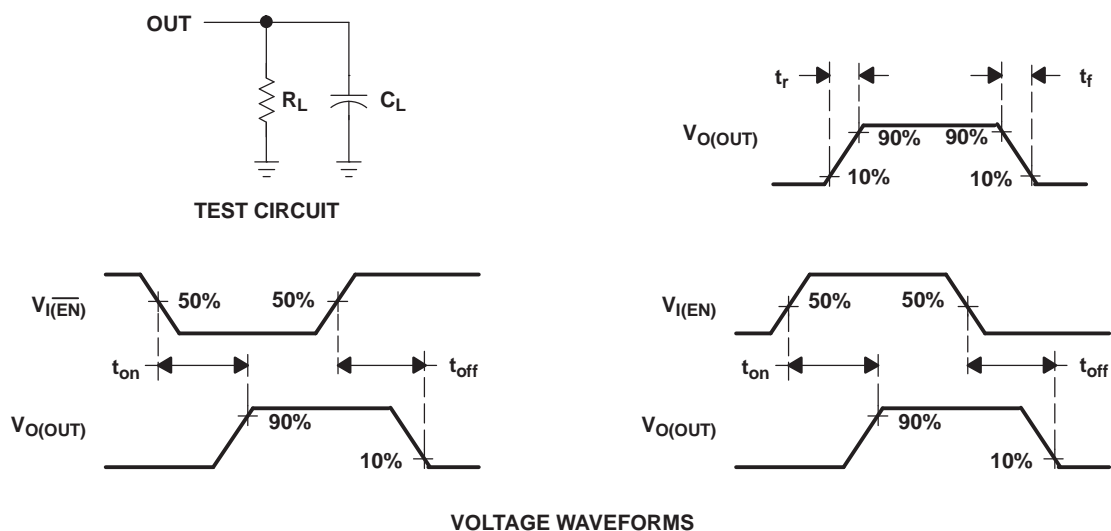 OUT
RL
CL
TEST CIRCUIT
tr
tf
VO(OUT)
90%
90%
10%
10%
VI(E̅N̅)
50%
50%
ton
toff
VO(OUT)
90%
10%
VI(EN)
50%
50%
ton
toff
VO(OUT)
90%
10%
VOLTAGE WAVEFORMS